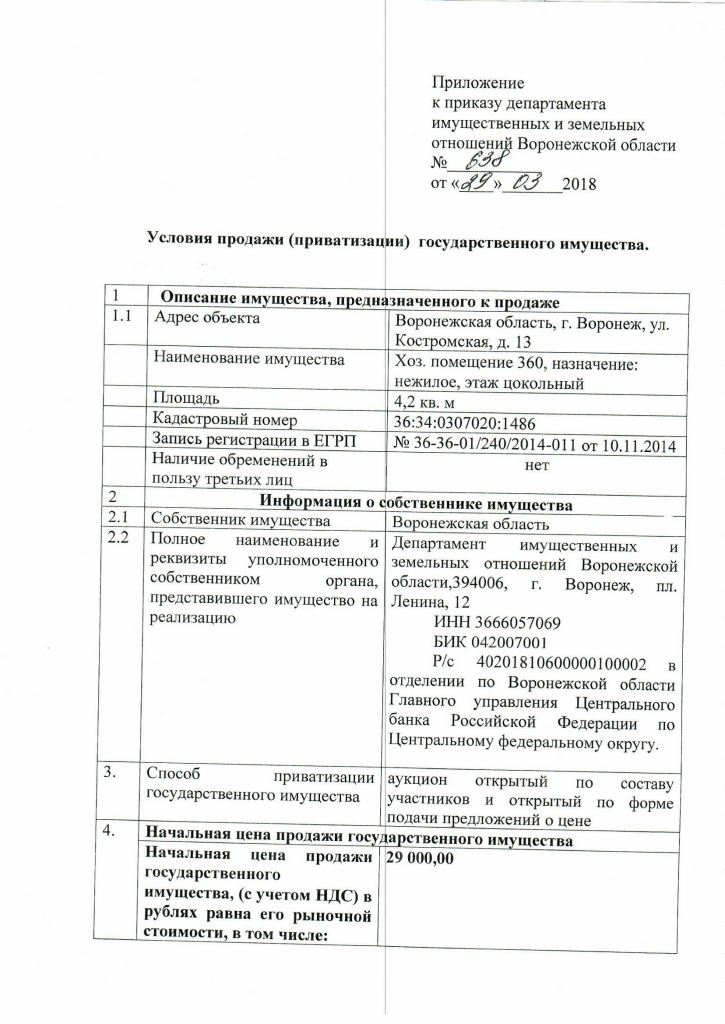 Приложение
к приказу департамента
имущественных и земельных
отношений Воронежской области
№ 638
от «29» 03 2018
Условия продажи (приватизации) государственного имущества.
1 Описание имущества, предназначенного к продаже
1.1 Адрес объекта Воронежская область, г. Воронеж, ул.
Костромская, д. 13
Наименование имущества Хоз. помещение 360, назначение:
нежилое, этаж цокольный
Площадь 4,2 кв. м
Кадастровый номер 36:34:0307020:1486
Запись регистрации в ЕГРП № 36-36-01/240/2014-011 от 10.11.2014
Наличие обременений в нет
пользу третьих лиц
2 Информация о собственнике имущества
2.1 Собственник имущества Воронежская область
2.2 Полное наименование и Департамент имущественных и
реквизиты уполномоченного земельных отношений Воронежской
собственником органа, области,394006, г. Воронеж, пл.
представившего имущество на Ленина, 12
реализацию ИНН 3666057069
БИК 042007001
Р/с 40201810600000100002 в
отделении по Воронежской области
Главного управления Центрального
банка Российской Федерации по
Центральному федеральному округу.
3. Способ приватизации аукцион открытый по составу
государственного имущества участников и открытый по форме
подачи предложений о цене
4. Начальная цена продажи государственного имущества
Начальная цена продажи 29 000,00
государственного
имущества, (с учетом НДС) в
рублях равна его рыночной
стоимости, в том числе: